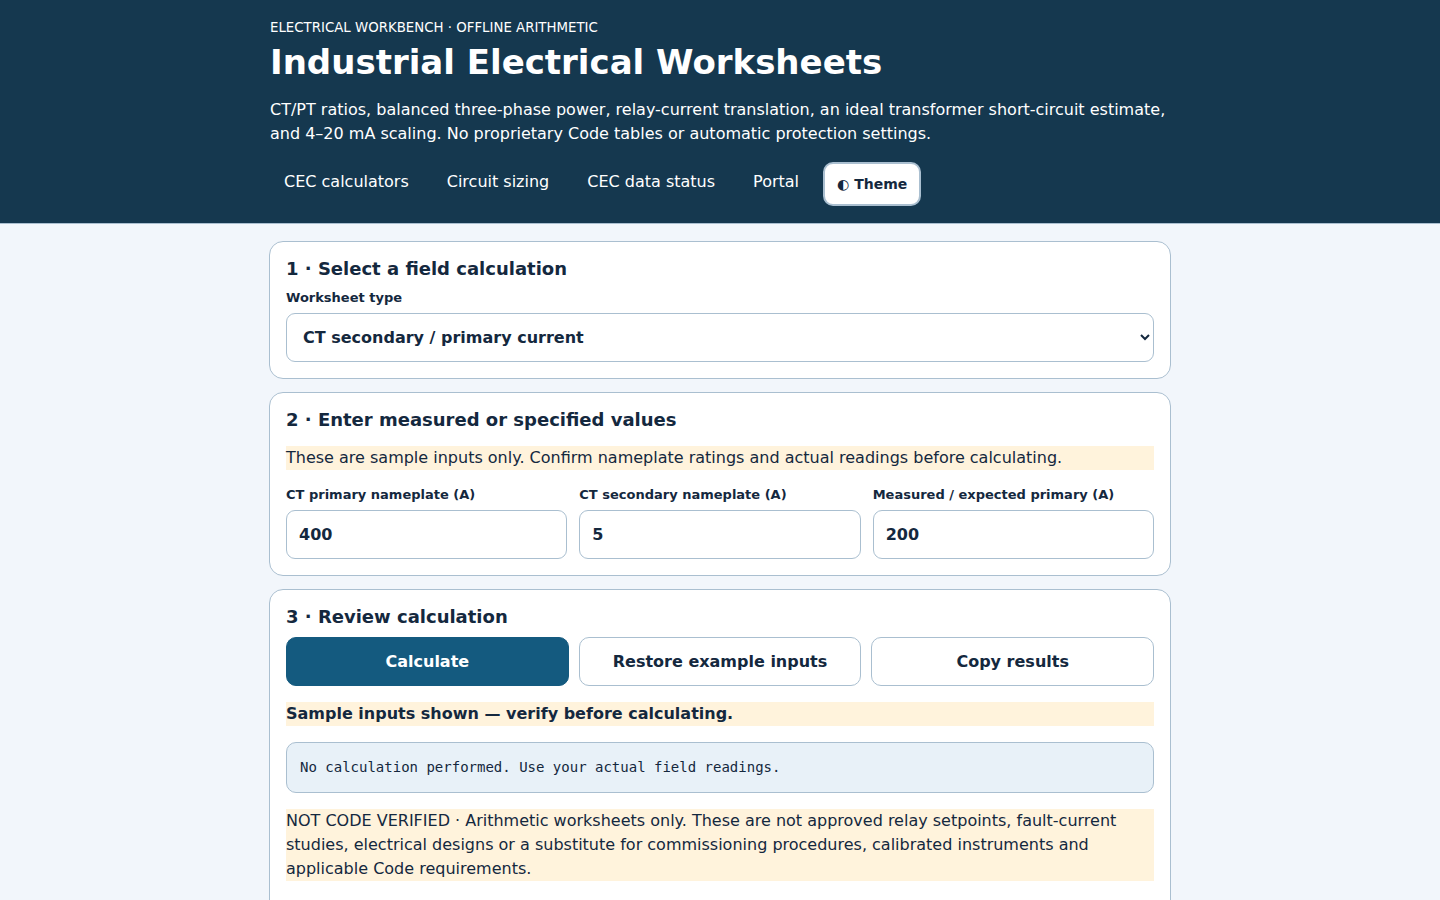 ELECTRICAL WORKBENCH · OFFLINE ARITHMETIC
Industrial Electrical Worksheets
CT/PT ratios, balanced three-phase power, relay-current translation, an ideal transformer short-circuit estimate,
and 4–20 mA scaling. No proprietary Code tables or automatic protection settings.
CEC calculators Circuit sizing CEC data status Portal ◐ Theme
1 · Select a field calculation
Worksheet type
CT secondary / primary current
2 · Enter measured or specified values
These are sample inputs only. Confirm nameplate ratings and actual readings before calculating.
CT primary nameplate (A) CT secondary nameplate (A) Measured / expected primary (A)
400 5 200
3 · Review calculation
Calculate Restore example inputs Copy results
Sample inputs shown — verify before calculating.
No calculation performed. Use your actual field readings.
NOT CODE VERIFIED · Arithmetic worksheets only. These are not approved relay setpoints, fault-current
studies, electrical designs or a substitute for commissioning procedures, calibrated instruments and
applicable Code requirements.